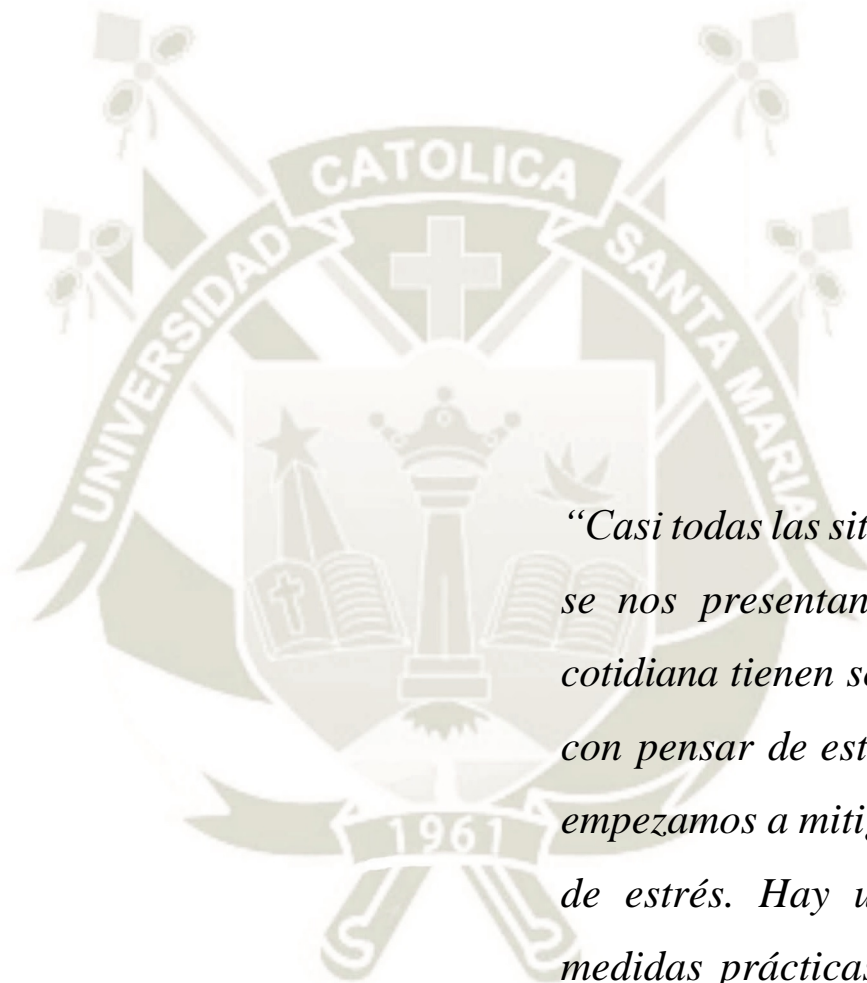 UNIVERSIDAD CATOLICA SANTA MARIA
1961
“Casi todas las sit
se nos presentan
cotidiana tienen s
con pensar de est
empezamos a miti
de estrés. Hay u
medidas prácticas